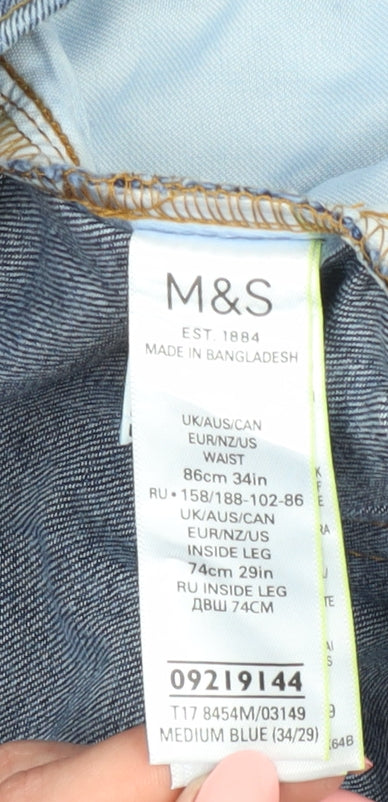 M&S
EST. 1884
MADE IN BANGLADESH
UK/AUS/CAN
EUR/NZ/US
WAIST
86cm 34in
RU • 158/188-102-86
UK/AUS/CAN
EUR/NZ/US
INSIDE LEG
74cm 29in
RU INSIDE LEG
ДВШ 74CM
09219144
T17 8454M/03149
MEDIUM BLUE (34/29)